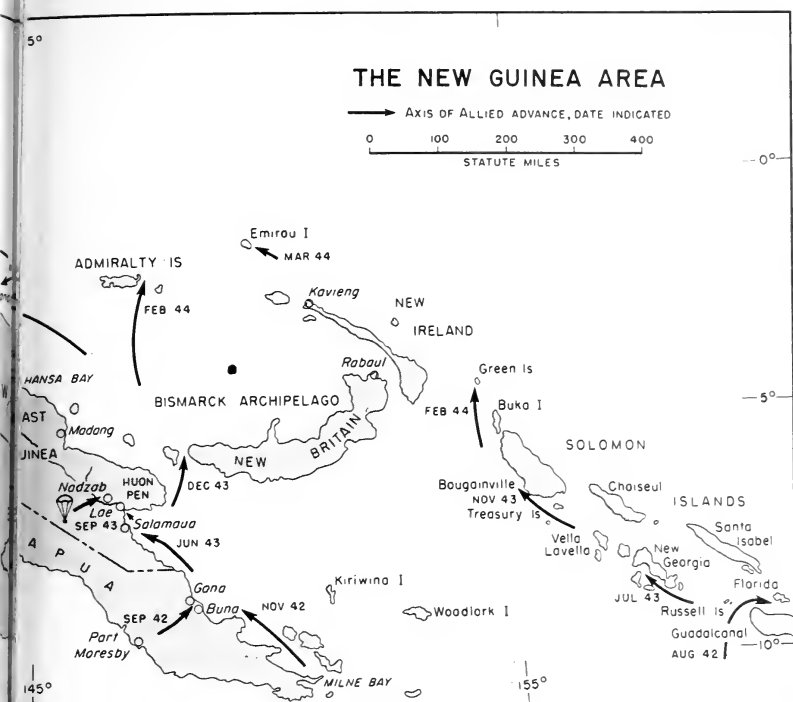 5°
THE NEW GUINEA AREA
AXIS OF ALLIED ADVANCE, DATE INDICATED
0 100 200 300 400
STATUTE MILES
0°
Emirau I
MAR 44
ADMIRALTY IS
FEB 44
Kavieng
NEW
IRELAND
Rabaul
Green Is
HANSA BAY
BISMARCK ARCHIPELAGO
FEB 44
Buka I
5°
AST
Madang
UINEA
NEW
BRITAIN
SOLOMON
DEC 43
Nadzab
HUON
PEN
Lae
SEP 43
Salamaua
JUN 43
Bougainville
NOV 43
Treasury Is
Choiseul
ISLANDS
Vella
Lavella
New
Georgia
Santa
Isabel
APUA
Kiriwina I
Florida
JUL 43
Russell Is
Gona
Buna
SEP 42
NOV 42
Woodlark I
Guadalcanal
AUG 42
10°
Port
Moresby
MILNE BAY
145°
155°